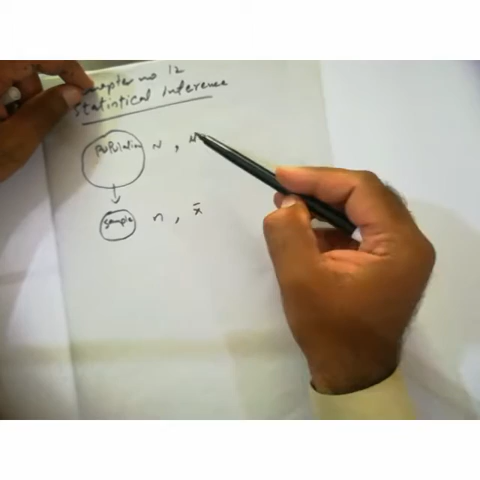 Chapter no 12
Statistical Inference
Population N , μ
Sample n , x̄